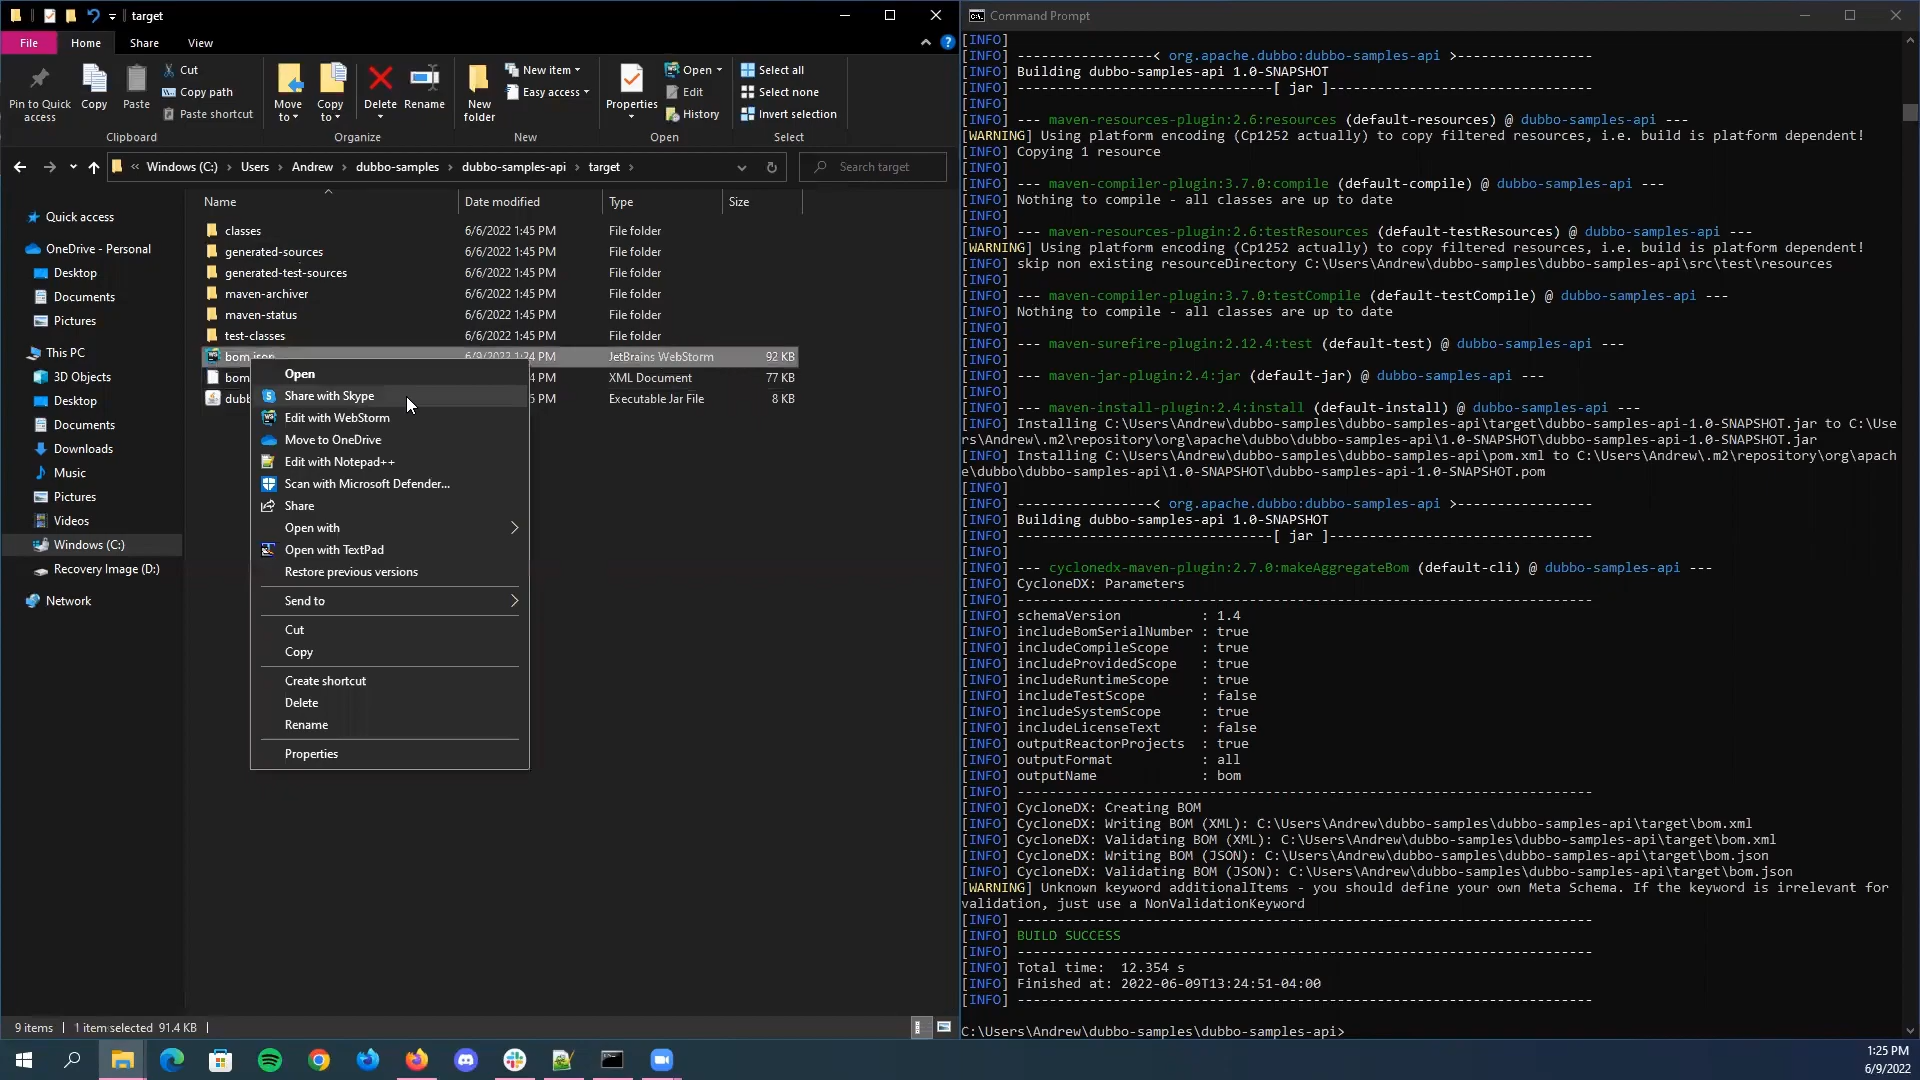 target
File Home Share View
Pin to Quick access
Copy
Paste
Cut
Copy path
Paste shortcut
Clipboard
Move to
Copy to
Delete
Rename
Organize
New folder
New item
Easy access
New
Properties
Open
Edit
History
Open
Select all
Select none
Invert selection
Select
« Windows (C:) > Users > Andrew > dubbo-samples > dubbo-samples-api > target >
Search target
Name Date modified Type Size
Quick access
OneDrive - Personal
Desktop
Documents
Pictures
This PC
3D Objects
Desktop
Documents
Downloads
Music
Pictures
Videos
Windows (C:)
Recovery Image (D:)
Network
classes 6/6/2022 1:45 PM File folder
generated-sources 6/6/2022 1:45 PM File folder
generated-test-sources 6/6/2022 1:45 PM File folder
maven-archiver 6/6/2022 1:45 PM File folder
maven-status 6/6/2022 1:45 PM File folder
test-classes 6/6/2022 1:45 PM File folder
bom.json 6/9/2022 1:24 PM JetBrains WebStorm 92 KB
bom 4 PM XML Document 77 KB
dubb 5 PM Executable Jar File 8 KB
Open
Share with Skype
Edit with WebStorm
Move to OneDrive
Edit with Notepad++
Scan with Microsoft Defender...
Share
Open with
Open with TextPad
Restore previous versions
Send to
Cut
Copy
Create shortcut
Delete
Rename
Properties
9 items 1 item selected 91.4 KB
Command Prompt
[INFO]
[INFO] -----------------< org.apache.dubbo:dubbo-samples-api >-----------------
[INFO] Building dubbo-samples-api 1.0-SNAPSHOT
[INFO] --------------------------------[ jar ]---------------------------------
[INFO]
[INFO] --- maven-resources-plugin:2.6:resources (default-resources) @ dubbo-samples-api ---
[WARNING] Using platform encoding (Cp1252 actually) to copy filtered resources, i.e. build is platform dependent!
[INFO] Copying 1 resource
[INFO]
[INFO] --- maven-compiler-plugin:3.7.0:compile (default-compile) @ dubbo-samples-api ---
[INFO] Nothing to compile - all classes are up to date
[INFO]
[INFO] --- maven-resources-plugin:2.6:testResources (default-testResources) @ dubbo-samples-api ---
[WARNING] Using platform encoding (Cp1252 actually) to copy filtered resources, i.e. build is platform dependent!
[INFO] skip non existing resourceDirectory C:\Users\Andrew\dubbo-samples\dubbo-samples-api\src\test\resources
[INFO]
[INFO] --- maven-compiler-plugin:3.7.0:testCompile (default-testCompile) @ dubbo-samples-api ---
[INFO] Nothing to compile - all classes are up to date
[INFO]
[INFO] --- maven-surefire-plugin:2.12.4:test (default-test) @ dubbo-samples-api ---
[INFO]
[INFO] --- maven-jar-plugin:2.4:jar (default-jar) @ dubbo-samples-api ---
[INFO]
[INFO] --- maven-install-plugin:2.4:install (default-install) @ dubbo-samples-api ---
[INFO] Installing C:\Users\Andrew\dubbo-samples\dubbo-samples-api\target\dubbo-samples-api-1.0-SNAPSHOT.jar to C:\Use
rs\Andrew\.m2\repository\org\apache\dubbo\dubbo-samples-api\1.0-SNAPSHOT\dubbo-samples-api-1.0-SNAPSHOT.jar
[INFO] Installing C:\Users\Andrew\dubbo-samples\dubbo-samples-api\pom.xml to C:\Users\Andrew\.m2\repository\org\apach
e\dubbo\dubbo-samples-api\1.0-SNAPSHOT\dubbo-samples-api-1.0-SNAPSHOT.pom
[INFO]
[INFO] -----------------< org.apache.dubbo:dubbo-samples-api >-----------------
[INFO] Building dubbo-samples-api 1.0-SNAPSHOT
[INFO] --------------------------------[ jar ]---------------------------------
[INFO]
[INFO] --- cyclonedx-maven-plugin:2.7.0:makeAggregateBom (default-cli) @ dubbo-samples-api ---
[INFO] CycloneDX: Parameters
[INFO] ------------------------------------------------------------------------
[INFO] schemaVersion : 1.4
[INFO] includeBomSerialNumber : true
[INFO] includeCompileScope : true
[INFO] includeProvidedScope : true
[INFO] includeRuntimeScope : true
[INFO] includeTestScope : false
[INFO] includeSystemScope : true
[INFO] includeLicenseText : false
[INFO] outputReactorProjects : true
[INFO] outputFormat : all
[INFO] outputName : bom
[INFO] ------------------------------------------------------------------------
[INFO] CycloneDX: Creating BOM
[INFO] CycloneDX: Writing BOM (XML): C:\Users\Andrew\dubbo-samples\dubbo-samples-api\target\bom.xml
[INFO] CycloneDX: Validating BOM (XML): C:\Users\Andrew\dubbo-samples\dubbo-samples-api\target\bom.xml
[INFO] CycloneDX: Writing BOM (JSON): C:\Users\Andrew\dubbo-samples\dubbo-samples-api\target\bom.json
[INFO] CycloneDX: Validating BOM (JSON): C:\Users\Andrew\dubbo-samples\dubbo-samples-api\target\bom.json
[WARNING] Unknown keyword additionalItems - you should define your own Meta Schema. If the keyword is irrelevant for
validation, just use a NonValidationKeyword
[INFO] ------------------------------------------------------------------------
[INFO] BUILD SUCCESS
[INFO] ------------------------------------------------------------------------
[INFO] Total time: 12.354 s
[INFO] Finished at: 2022-06-09T13:24:51-04:00
[INFO] ------------------------------------------------------------------------
C:\Users\Andrew\dubbo-samples\dubbo-samples-api>
1:25 PM
6/9/2022